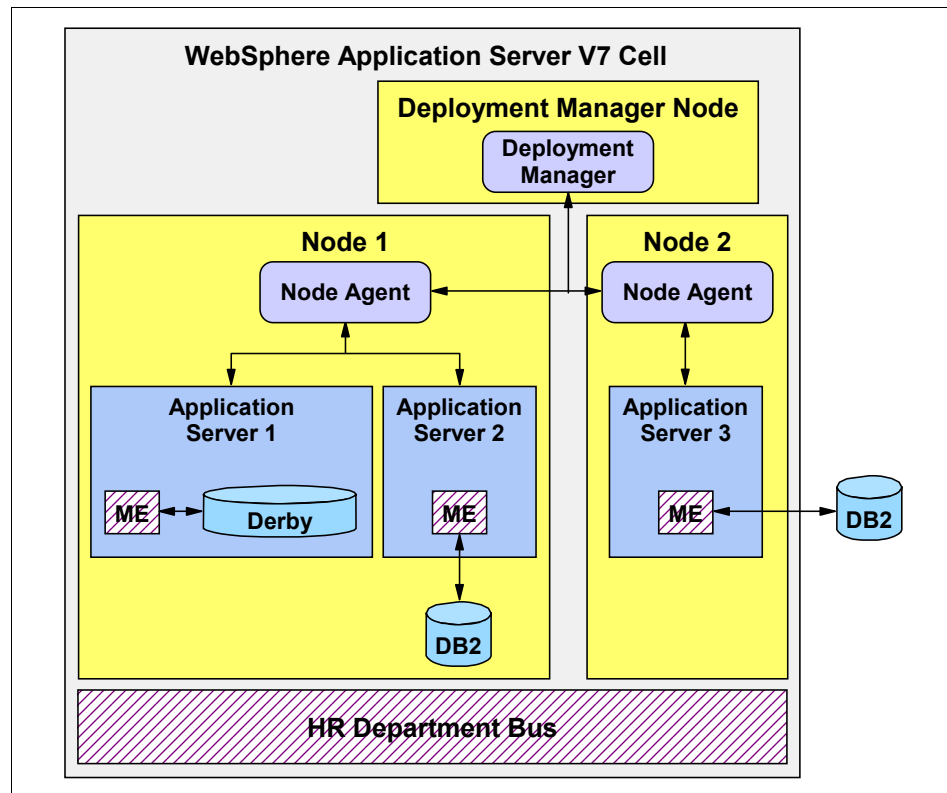 WebSphere Application Server V7 Cell
Deployment Manager Node
Deployment
Manager
Node 1
Node Agent
Node 2
Node Agent
Application
Server 1
ME
Derby
Application
Server 2
ME
DB2
Application
Server 3
ME
DB2
HR Department Bus